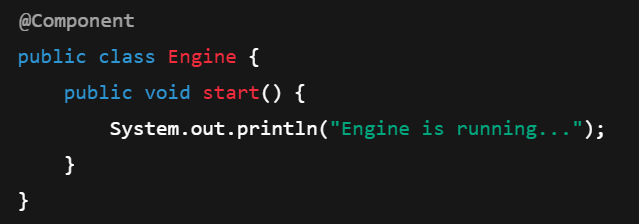 @Component
public class Engine {
    public void start() {
        System.out.println("Engine is running...");
    }
}